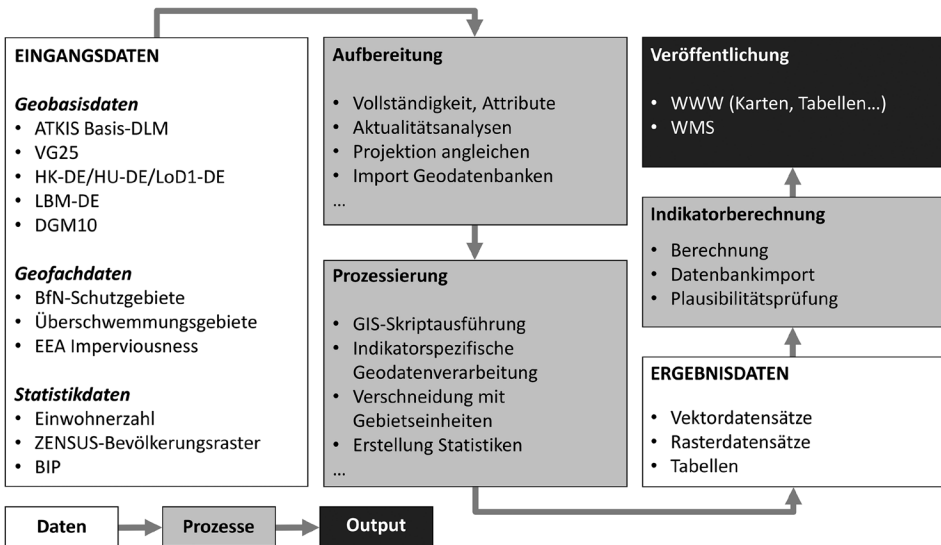 EINGANGSDATEN
Geobasisdaten
• ATKIS Basis-DLM
• VG25
• HK-DE/HU-DE/LoD1-DE
• LBM-DE
• DGM10
Geofachdaten
• BfN-Schutzgebiete
• Überschwemmungsgebiete
• EEA Imperviousness
Statistikdaten
• Einwohnerzahl
• ZENSUS-Bevölkerungsraster
• BIP
Aufbereitung
• Vollständigkeit, Attribute
• Aktualitätsanalysen
• Projektion angleichen
• Import Geodatenbanken
...
Prozessierung
• GIS-Skriptausführung
• Indikatorspezifische
Geodatenverarbeitung
• Verschneidung mit
Gebietseinheiten
• Erstellung Statistiken
...
Veröffentlichung
• WWW (Karten, Tabellen...)
• WMS
Indikatorberechnung
• Berechnung
• Datenbankimport
• Plausibilitätsprüfung
ERGEBNISDATEN
• Vektordatensätze
• Rasterdatensätze
• Tabellen
Daten
Prozesse
Output